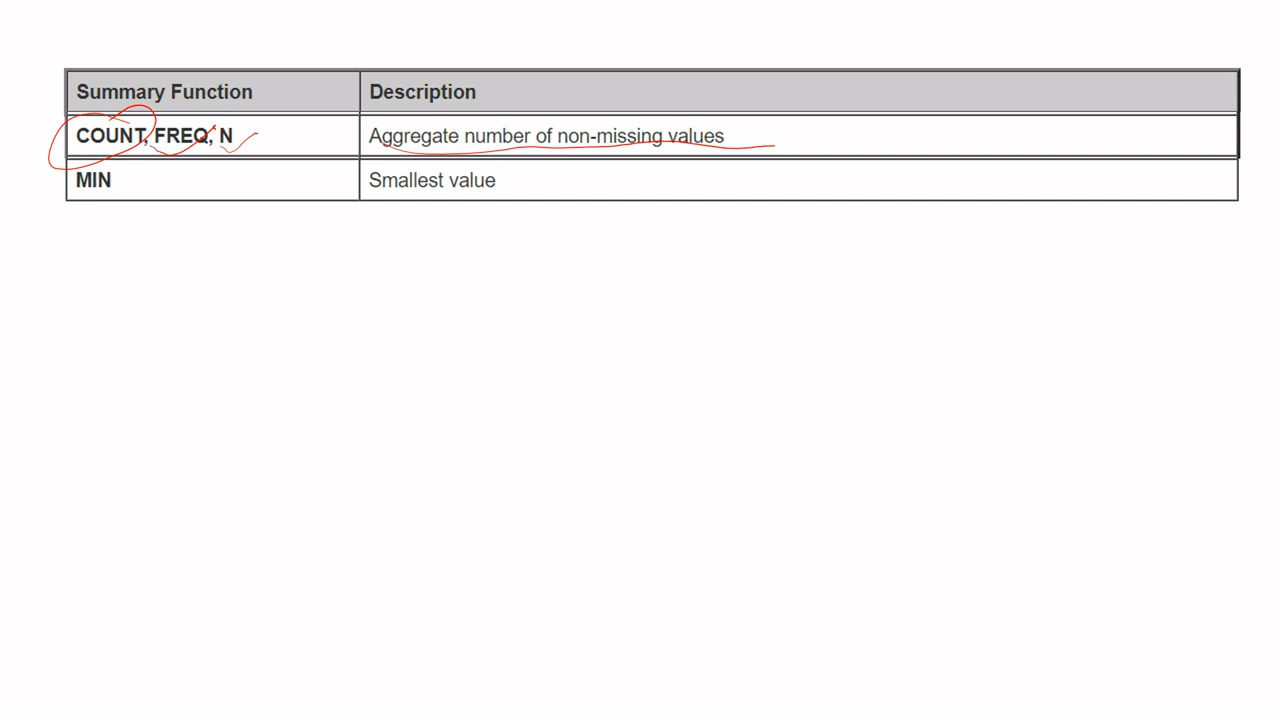 Summary Function Description
COUNT, FREQ, N Aggregate number of non-missing values
MIN Smallest value